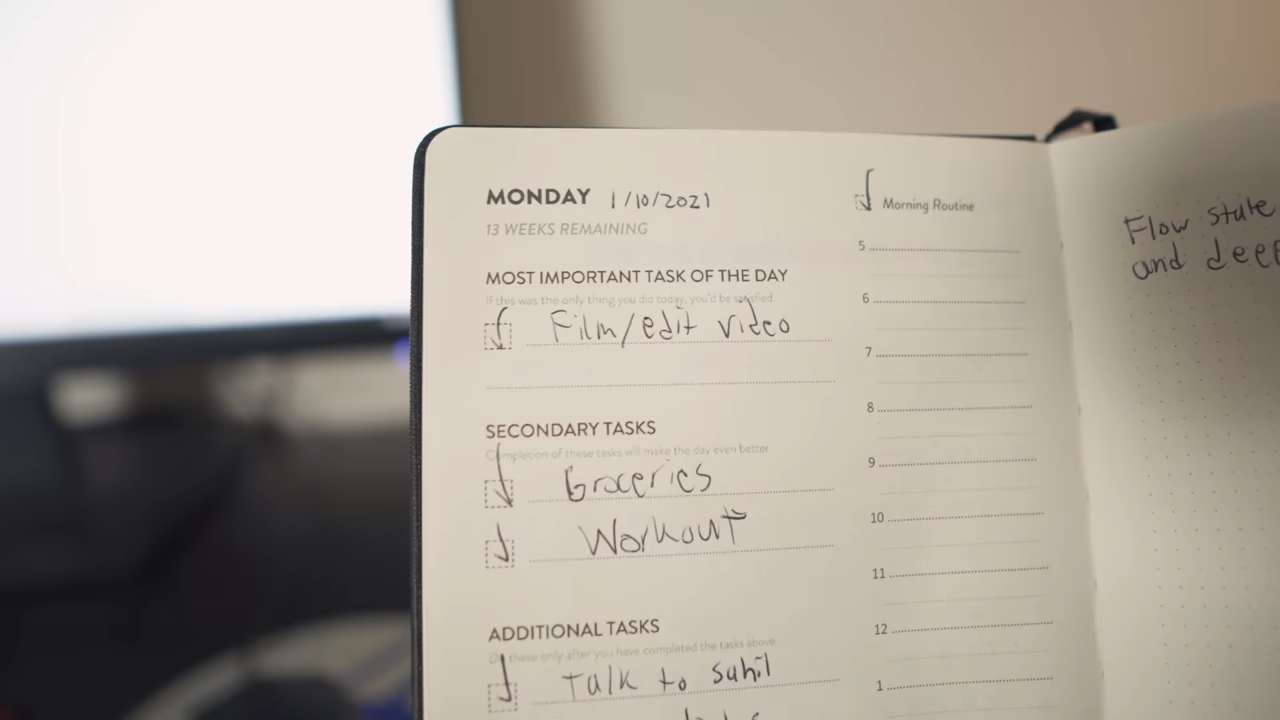 MONDAY 1/10/2021
13 WEEKS REMAINING
MOST IMPORTANT TASK OF THE DAY
If this was the only thing you did today, you'd be satisfied
Film/edit video
SECONDARY TASKS
Completion of these tasks will make the day even better
Groceries
Workout
ADDITIONAL TASKS
Do these only after you have completed the tasks above
Talk to sahil
Morning Routine
5
6
7
8
9
10
11
12
1
Flow state
and deep